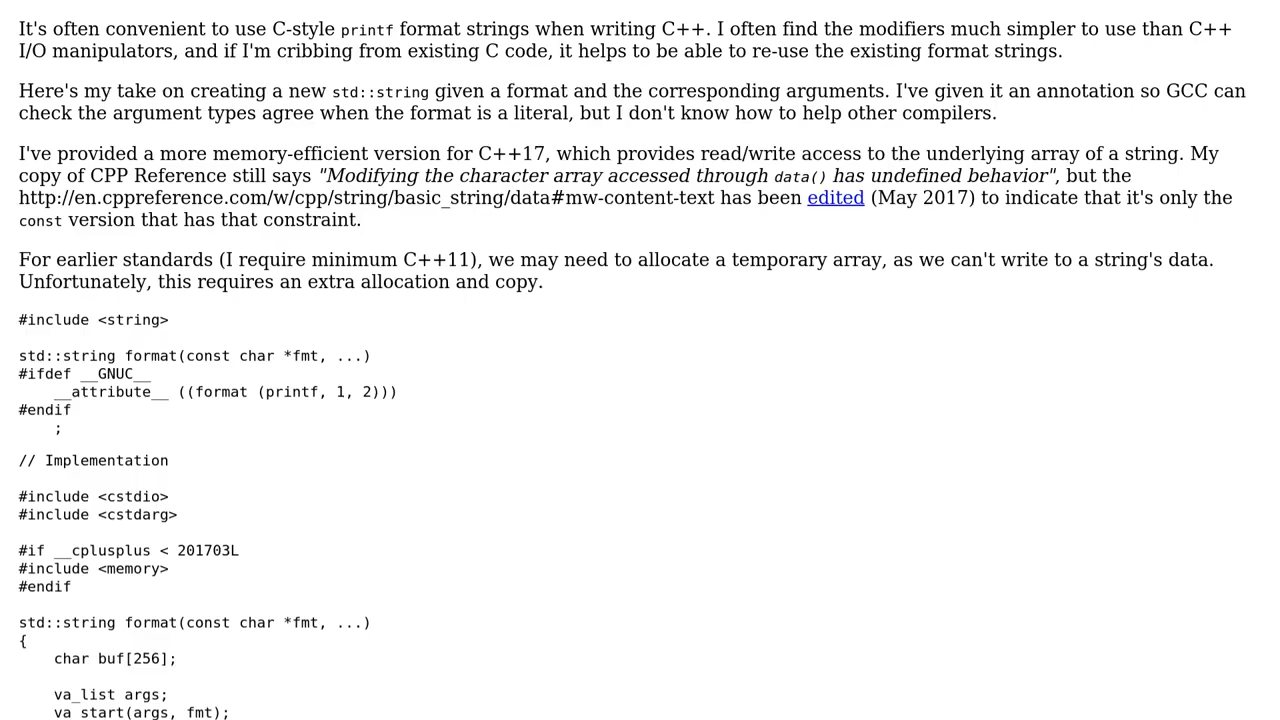 It's often convenient to use C-style printf format strings when writing C++. I often find the modifiers much simpler to use than C++
I/O manipulators, and if I'm cribbing from existing C code, it helps to be able to re-use the existing format strings.
Here's my take on creating a new std::string given a format and the corresponding arguments. I've given it an annotation so GCC can
check the argument types agree when the format is a literal, but I don't know how to help other compilers.
I've provided a more memory-efficient version for C++17, which provides read/write access to the underlying array of a string. My
copy of CPP Reference still says "Modifying the character array accessed through data() has undefined behavior", but the
http://en.cppreference.com/w/cpp/string/basic_string/data#mw-content-text has been edited (May 2017) to indicate that it's only the
const version that has that constraint.
For earlier standards (I require minimum C++11), we may need to allocate a temporary array, as we can't write to a string's data.
Unfortunately, this requires an extra allocation and copy.
#include <string>
std::string format(const char *fmt, ...)
#ifdef __GNUC__
    __attribute__ ((format (printf, 1, 2)))
#endif
    ;
// Implementation
#include <cstdio>
#include <cstdarg>
#if __cplusplus < 201703L
#include <memory>
#endif
std::string format(const char *fmt, ...)
{
    char buf[256];
    va_list args;
    va_start(args, fmt);